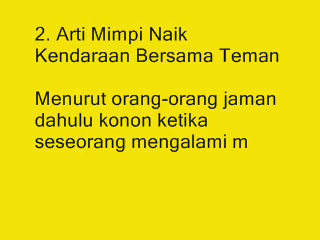 2. Arti Mimpi Naik
Kendaraan Bersama Teman
Menurut orang-orang jaman
dahulu konon ketika
seseorang mengalami m